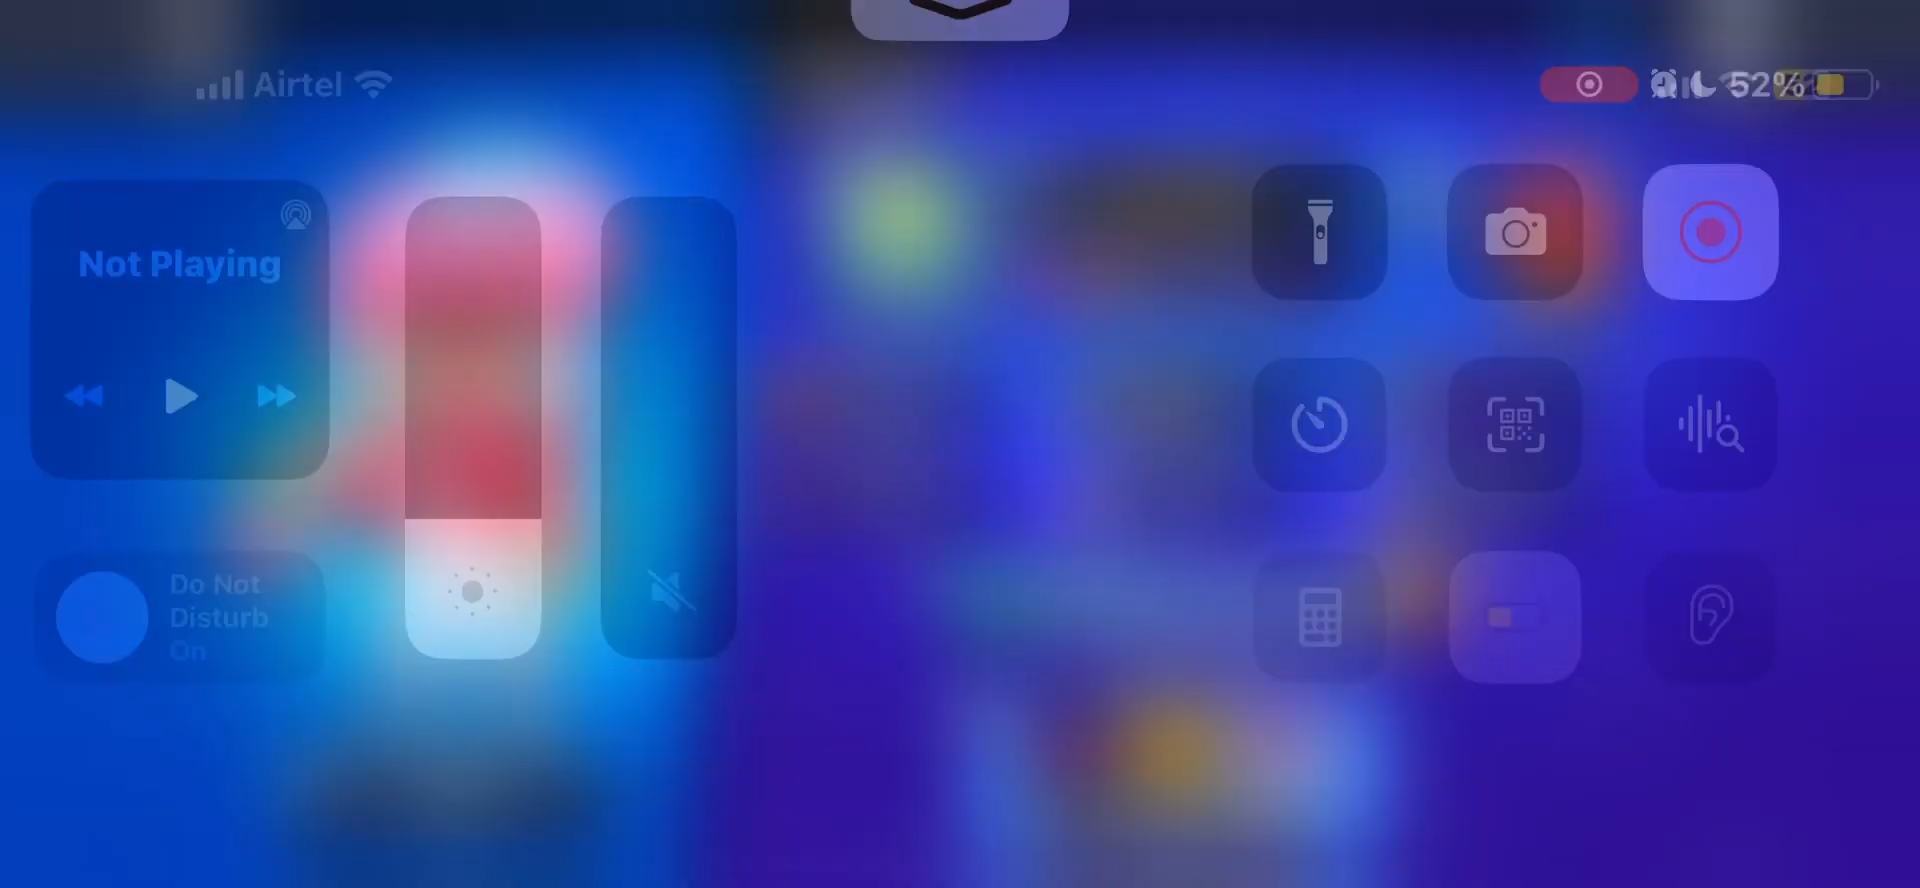 Airtel
52%
Not Playing
Do Not
Disturb
On